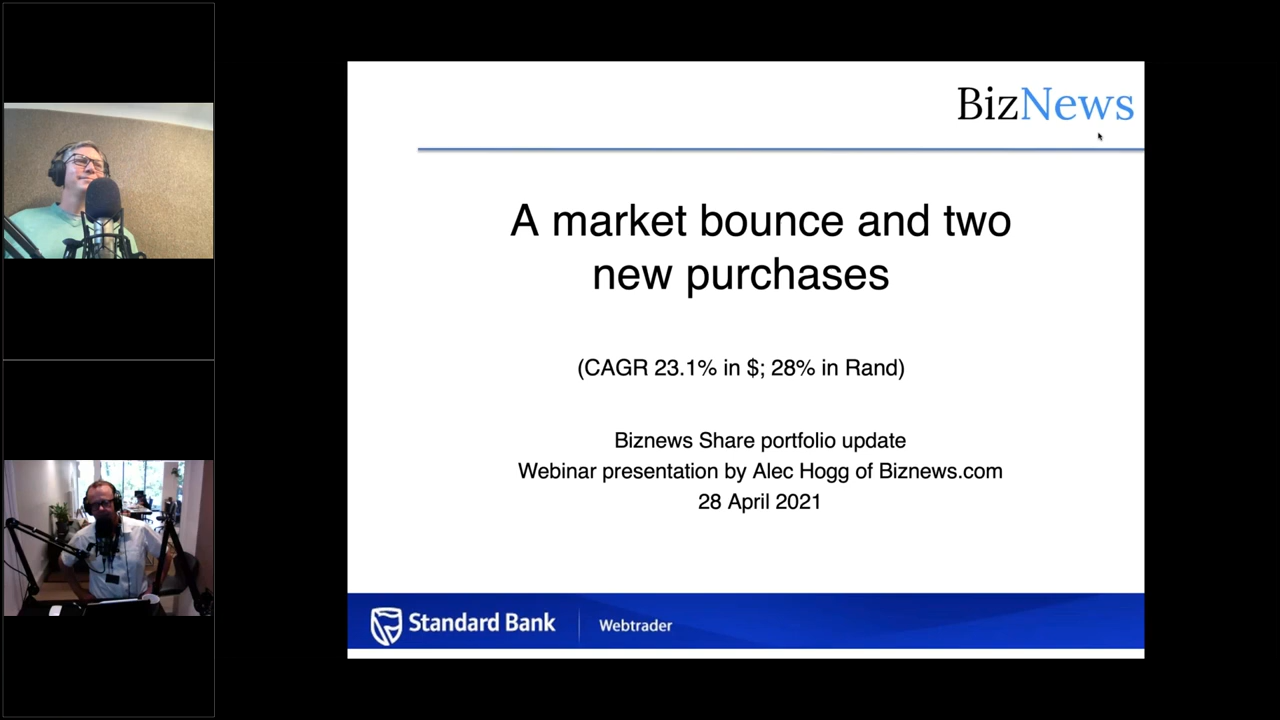 BizNews
A market bounce and two
new purchases
(CAGR 23.1% in $; 28% in Rand)
Biznews Share portfolio update
Webinar presentation by Alec Hogg of Biznews.com
28 April 2021
Standard Bank
Webtrader